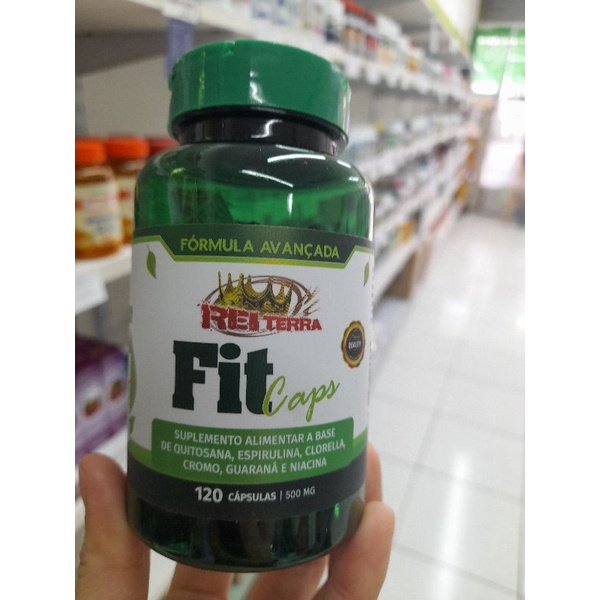 FÓRMULA AVANÇADA
REI TERRA
Fit
Caps
SUPLEMENTO ALIMENTAR A BASE
DE QUITOSANA, ESPIRULINA, CLORELLA,
CROMO, GUARANÁ E NIACINA
120 CÁPSULAS | 500 MG